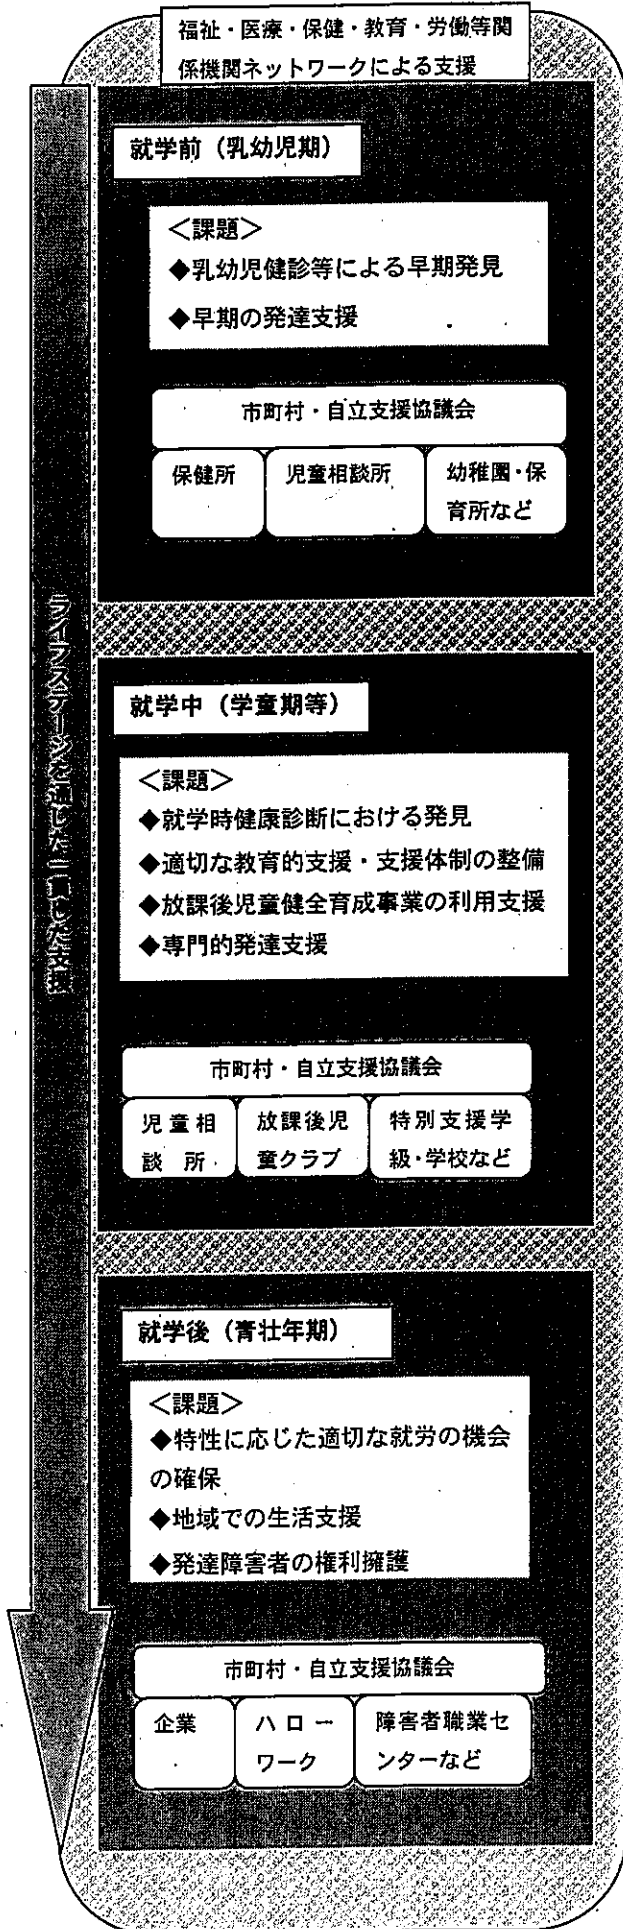 福祉・医療・保健・教育・労働等関
係機関ネットワークによる支援
ライフステージを通じた一貫した支援
就学前（乳幼児期）
＜課題＞
◆乳幼児健診等による早期発見
◆早期の発達支援
市町村・自立支援協議会
保健所
児童相談所
幼稚園・保
育所など
就学中（学童期等）
＜課題＞
◆就学時健康診断における発見
◆適切な教育的支援・支援体制の整備
◆放課後児童健全育成事業の利用支援
◆専門的発達支援
市町村・自立支援協議会
児童相
談所
放課後児
童クラブ
特別支援学
級・学校など
就学後（青壮年期）
＜課題＞
◆特性に応じた適切な就労の機会
の確保
◆地域での生活支援
◆発達障害者の権利擁護
市町村・自立支援協議会
企業
ハロー
ワーク
障害者職業セ
ンターなど